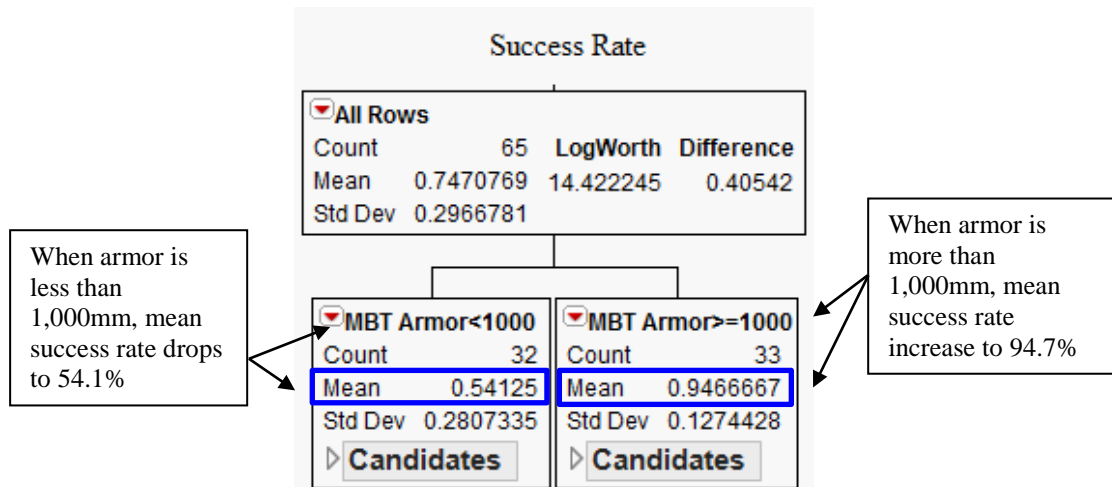 Success Rate
All Rows
Count 65 LogWorth Difference
Mean 0.7470769 14.422245 0.40542
Std Dev 0.2966781
When armor is
less than
1,000mm, mean
success rate drops
to 54.1%
When armor is
more than
1,000mm, mean
success rate
increase to 94.7%
MBT Armor<1000
Count 32
Mean 0.54125
Std Dev 0.2807335
Candidates
MBT Armor>=1000
Count 33
Mean 0.9466667
Std Dev 0.1274428
Candidates